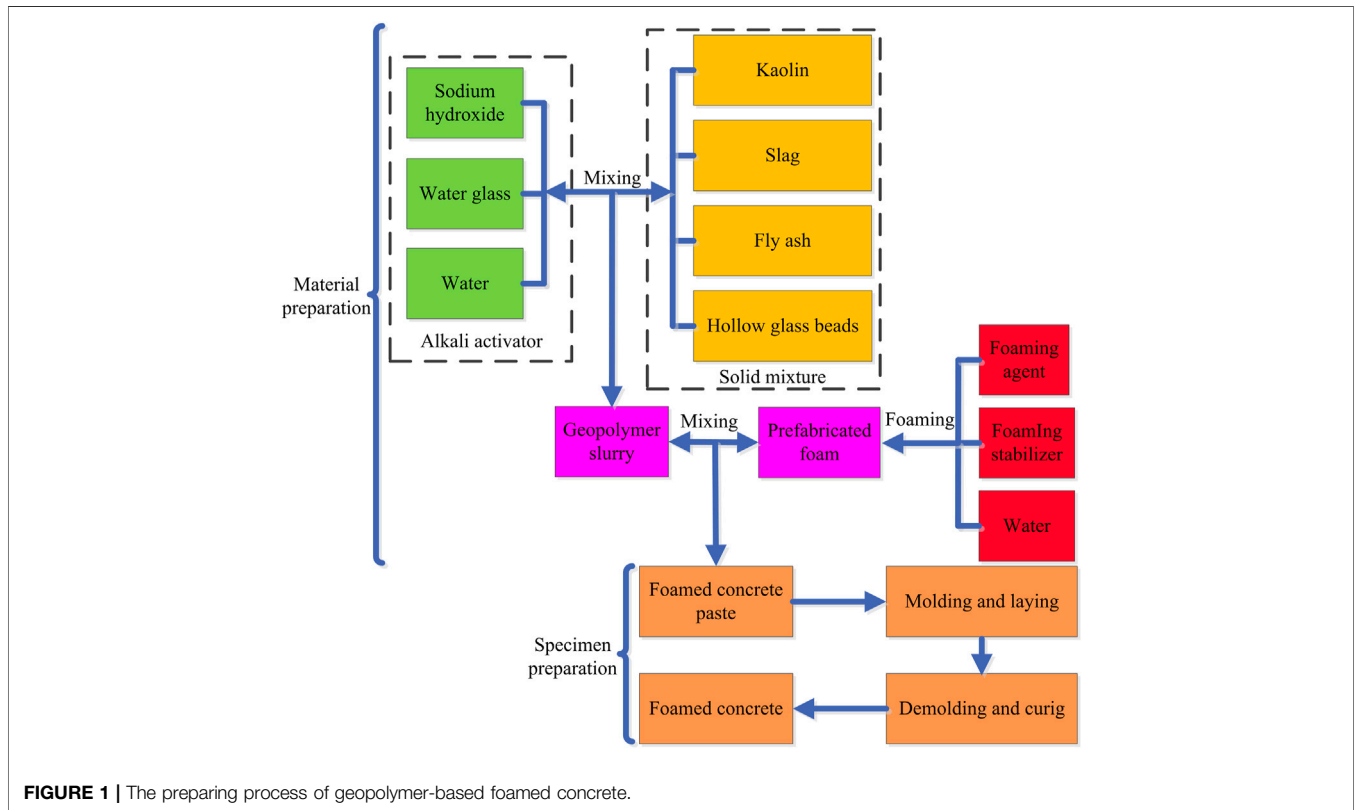 Sodium
hydroxide
Water glass
Water
Alkali activator
Material
preparation
Mixing
Kaolin
Slag
Fly ash
Hollow glass beads
Solid mixture
Geopolymer
slurry
Mixing
Prefabricated
foam
Foaming
Foaming
agent
FoamIng
stabilizer
Water
Specimen
preparation
Foamed concrete
paste
Molding and laying
Foamed concrete
Demolding and curig
FIGURE 1 | The preparing process of geopolymer-based foamed concrete.